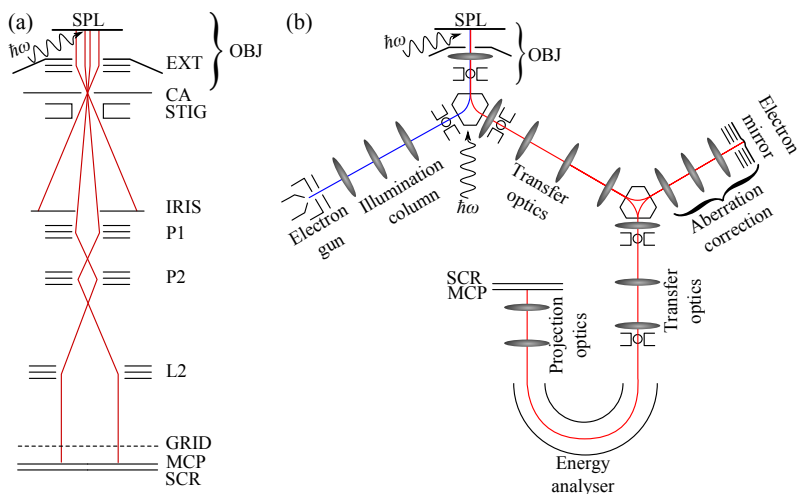 (a)
SPL
ħω
EXT
OBJ
CA
STIG
IRIS
P1
P2
L2
GRID
MCP
SCR
(b)
SPL
ħω
OBJ
Electron
gun
Illumination
column
ħω
Transfer
optics
Electron
mirror
Aberration
correction
SCR
MCP
Projection
optics
Transfer
optics
Energy
analyser